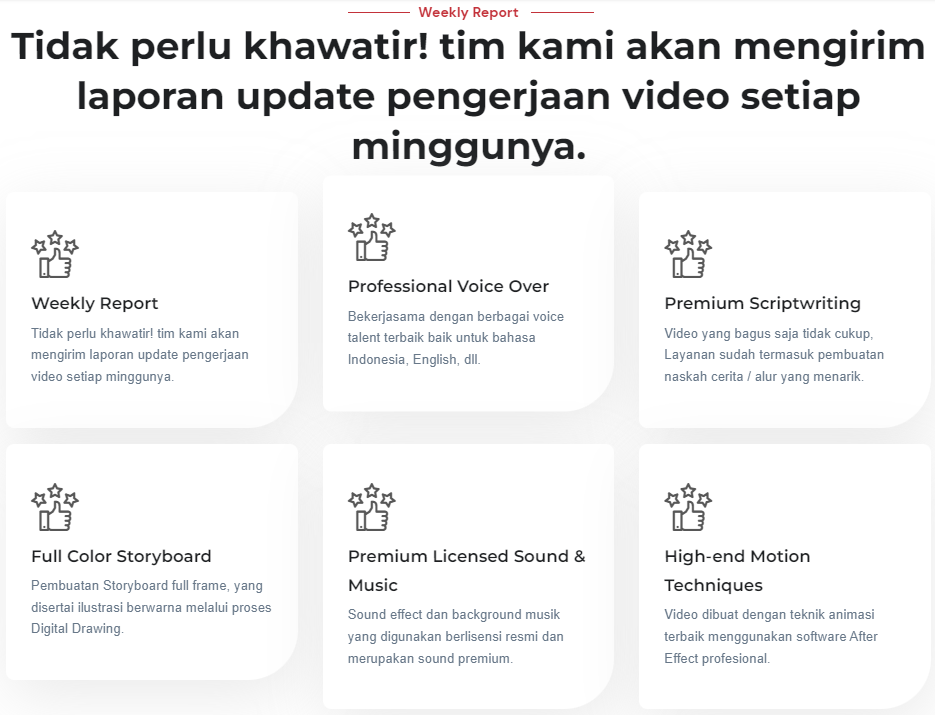 Weekly Report
Tidak perlu khawatir! tim kami akan mengirim
laporan update pengerjaan video setiap
minggunya.
Weekly Report
Tidak perlu khawatir! tim kami akan
mengirim laporan update pengerjaan
video setiap minggunya.
Professional Voice Over
Bekerjasama dengan berbagai voice
talent terbaik baik untuk bahasa
Indonesia, English, dll.
Premium Scriptwriting
Video yang bagus saja tidak cukup,
Layanan sudah termasuk pembuatan
naskah cerita / alur yang menarik.
Full Color Storyboard
Pembuatan Storyboard full frame, yang
disertai ilustrasi berwarna melalui proses
Digital Drawing.
Premium Licensed Sound &
Music
Sound effect dan background musik
yang digunakan berlisensi resmi dan
merupakan sound premium.
High-end Motion
Techniques
Video dibuat dengan teknik animasi
terbaik menggunakan software After
Effect profesional.